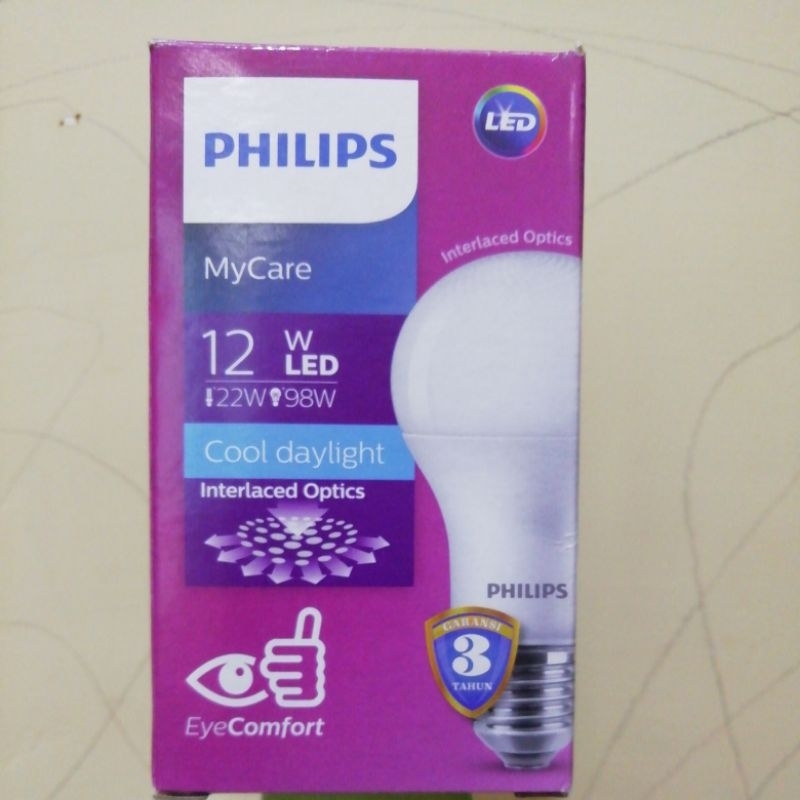 PHILIPS
LED
Interlaced Optics
MyCare
12 W
LED
22W 98W
Cool daylight
Interlaced Optics
PHILIPS
GARANSI
3
TAHUN
EyeComfort